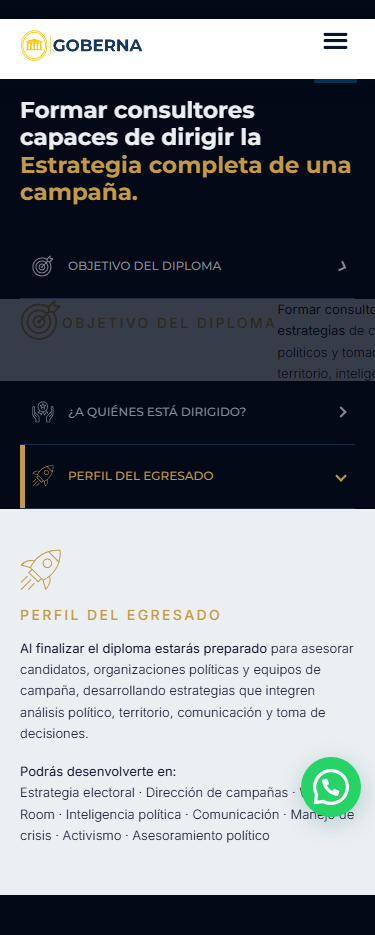 GOBERNA
Formar consultores
capaces de dirigir la
Estrategia completa de una
campaña.
OBJETIVO DEL DIPLOMA
OBJETIVO DEL DIPLOMA
Formar consulto
estrategias de c
políticos y tomar
territorio, intelige
¿A QUIÉNES ESTÁ DIRIGIDO?
PERFIL DEL EGRESADO
PERFIL DEL EGRESADO
Al finalizar el diploma estarás preparado para asesorar
candidatos, organizaciones políticas y equipos de
campaña, desarrollando estrategias que integren
análisis político, territorio, comunicación y toma de
decisiones.
Podrás desenvolverte en:
Estrategia electoral · Dirección de campañas ·
Room · Inteligencia política · Comunicación · Manejo de
crisis · Activismo · Asesoramiento político